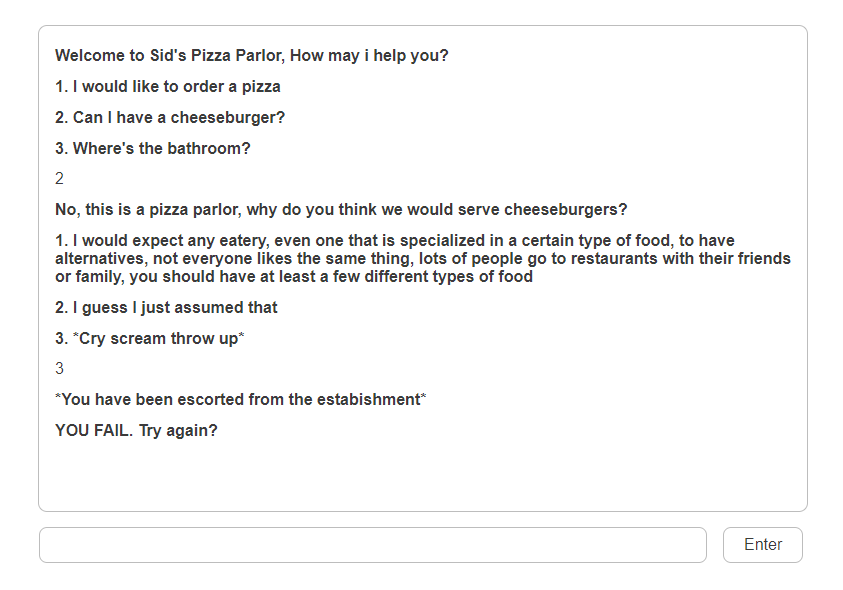 Welcome to Sid's Pizza Parlor, How may i help you?
1. I would like to order a pizza
2. Can I have a cheeseburger?
3. Where's the bathroom?
2
No, this is a pizza parlor, why do you think we would serve cheeseburgers?
1. I would expect any eatery, even one that is specialized in a certain type of food, to have
alternatives, not everyone likes the same thing, lots of people go to restaurants with their friends
or family, you should have at least a few different types of food
2. I guess I just assumed that
3. *Cry scream throw up*
3
*You have been escorted from the estabishment*
YOU FAIL. Try again?
Enter